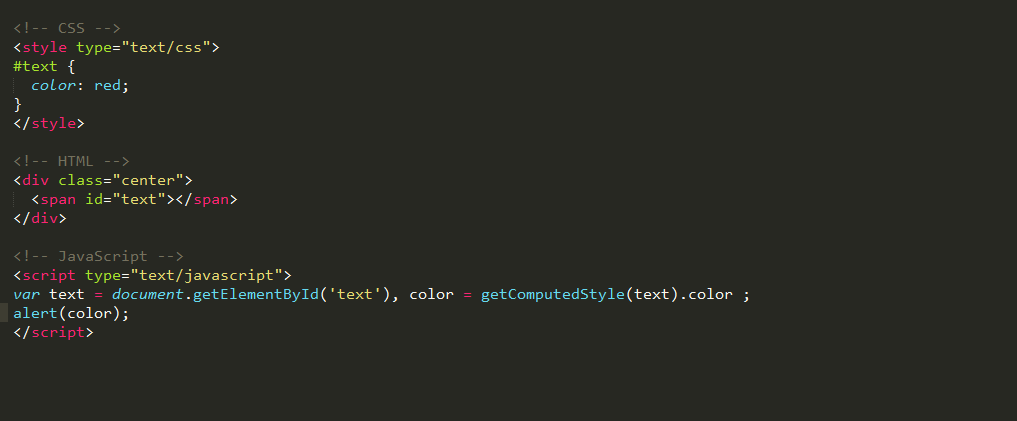 <!-- CSS -->
<style type="text/css">
#text {
  color: red;
}
</style>
<!-- HTML -->
<div class="center">
  <span id="text"></span>
</div>
<!-- JavaScript -->
<script type="text/javascript">
var text = document.getElementById('text'), color = getComputedStyle(text).color ;
alert(color);
</script>